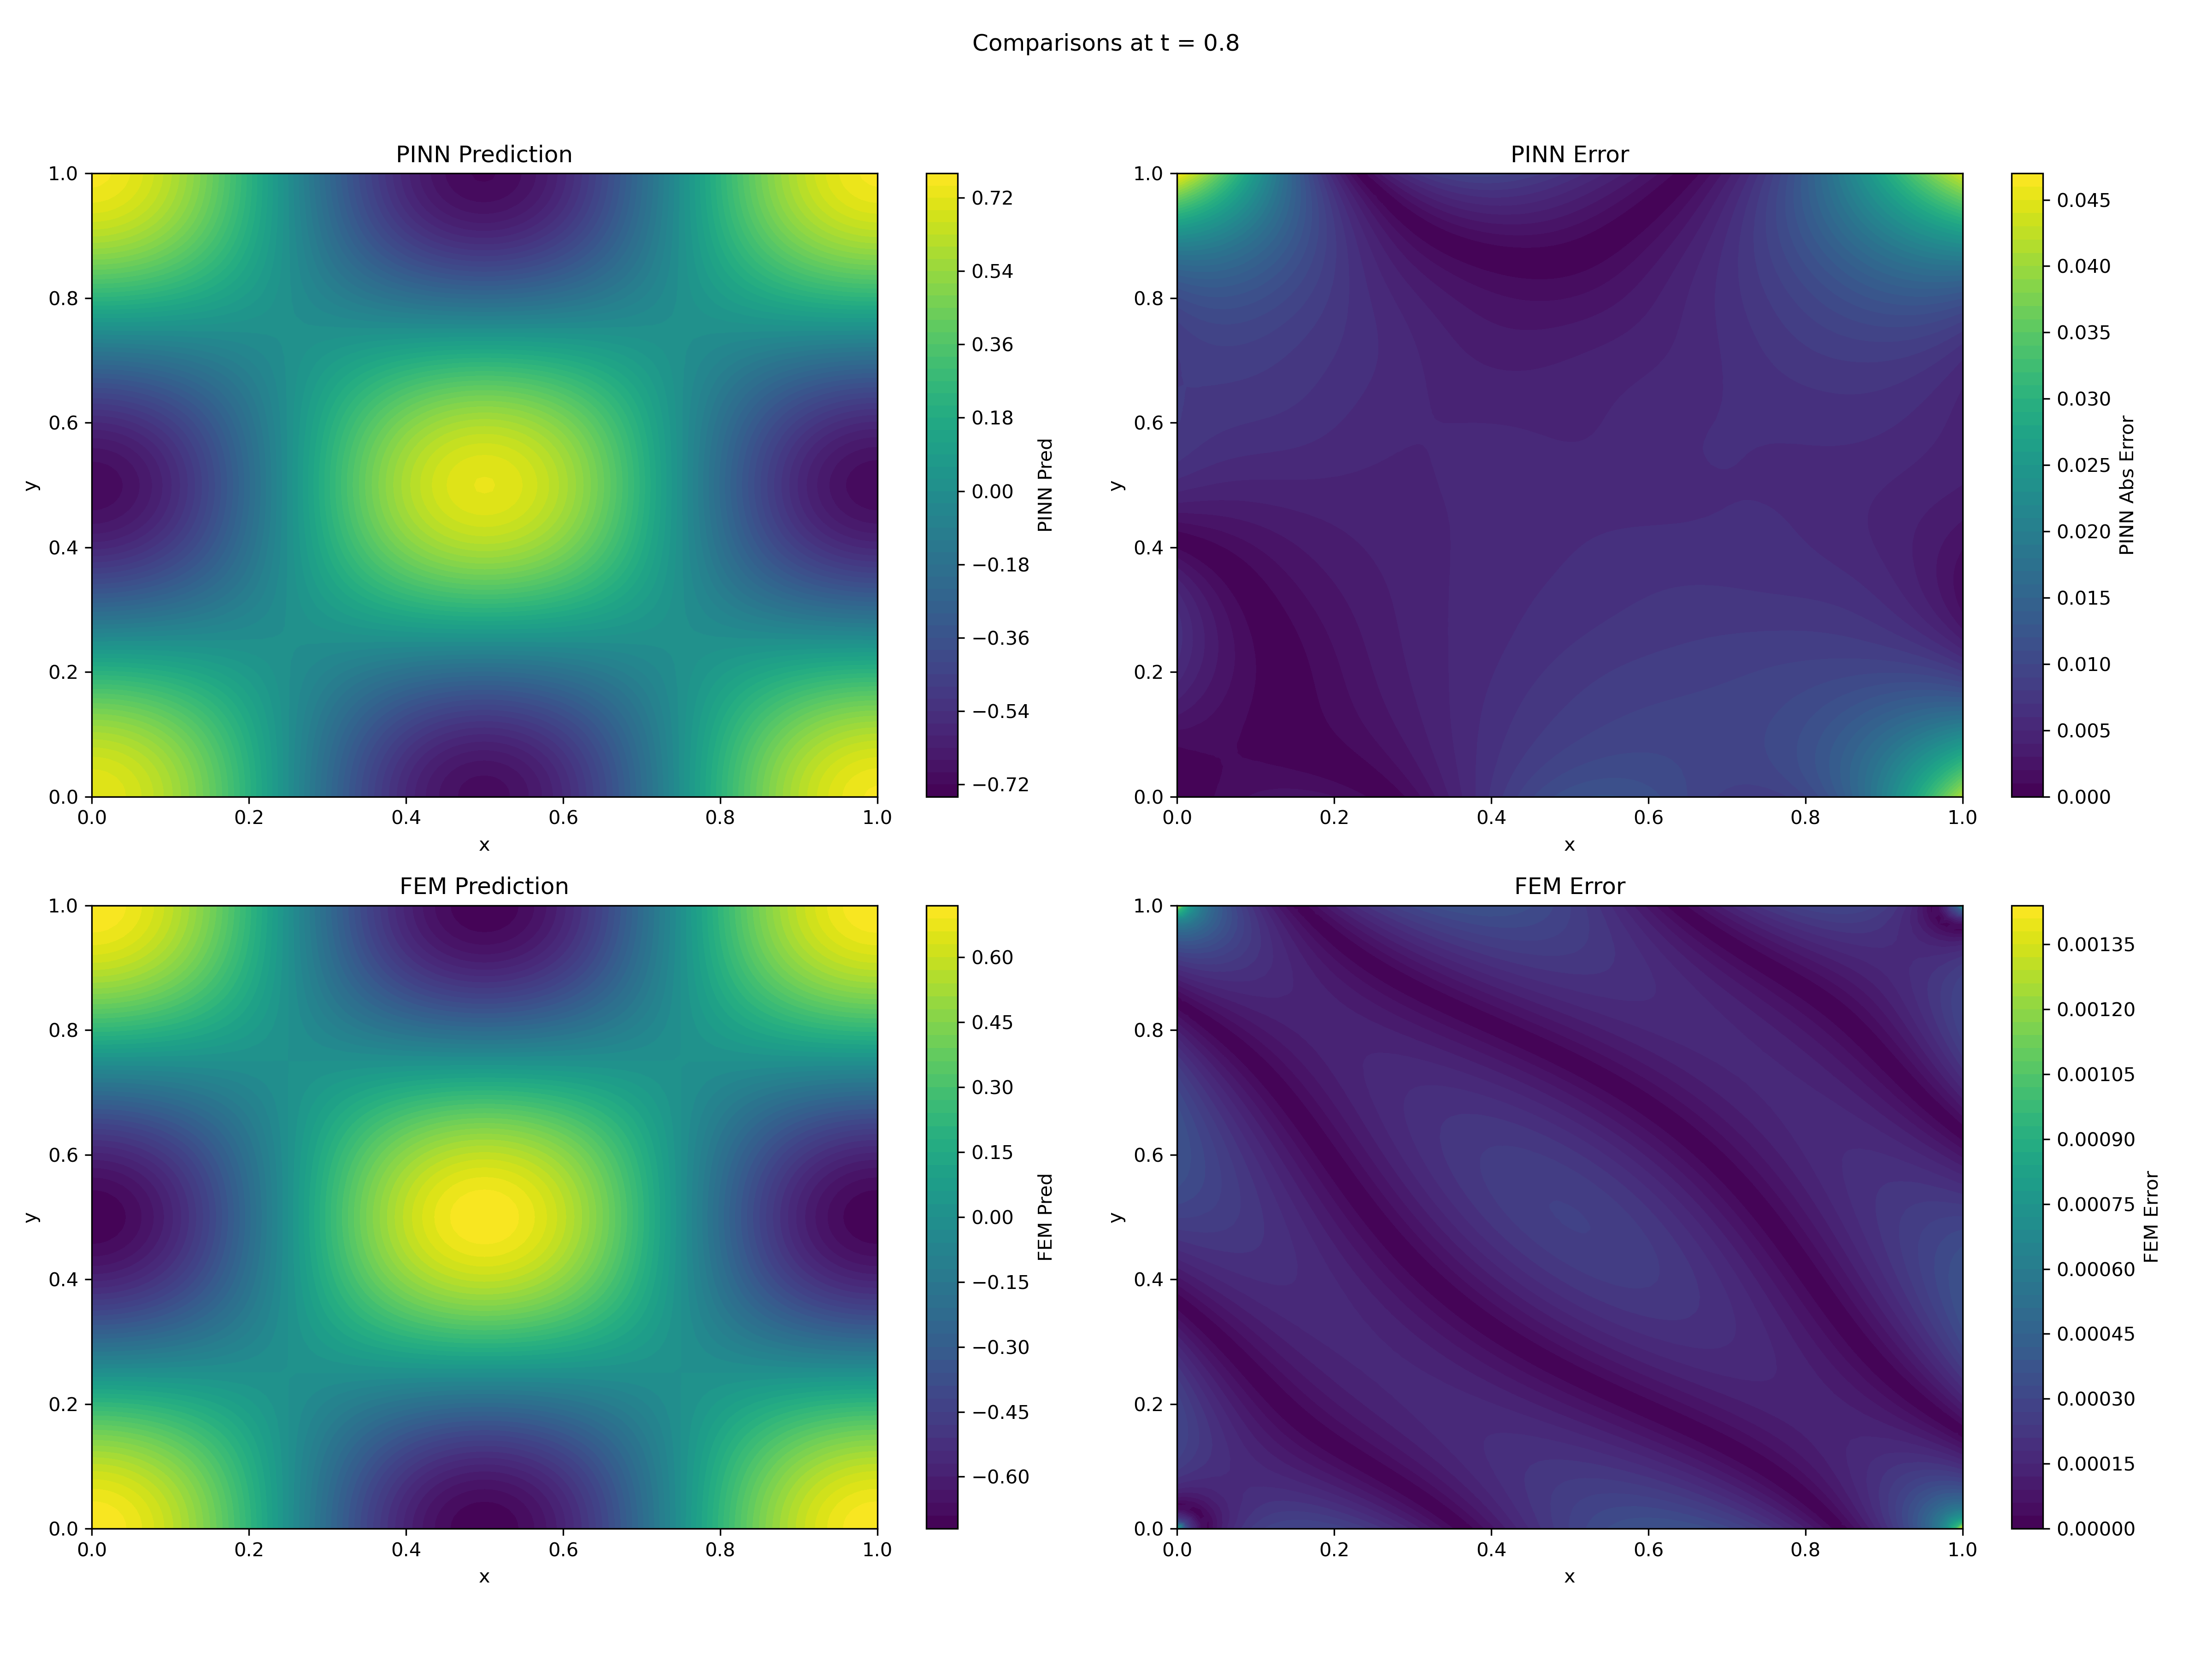 Comparisons at t = 0.8
PINN Prediction
1.0
0.8
0.6
0.4
0.2
0.0
y
0.0 0.2 0.4 0.6 0.8 1.0
x
0.72
0.54
0.36
0.18
0.00
−0.18
−0.36
−0.54
−0.72
PINN Pred
PINN Error
1.0
0.8
0.6
0.4
0.2
0.0
y
0.0 0.2 0.4 0.6 0.8 1.0
x
0.045
0.040
0.035
0.030
0.025
0.020
0.015
0.010
0.005
0.000
PINN Abs Error
FEM Prediction
1.0
0.8
0.6
0.4
0.2
0.0
y
0.0 0.2 0.4 0.6 0.8 1.0
x
0.60
0.45
0.30
0.15
0.00
−0.15
−0.30
−0.45
−0.60
FEM Pred
FEM Error
1.0
0.8
0.6
0.4
0.2
0.0
y
0.0 0.2 0.4 0.6 0.8 1.0
x
0.00135
0.00120
0.00105
0.00090
0.00075
0.00060
0.00045
0.00030
0.00015
0.00000
FEM Error